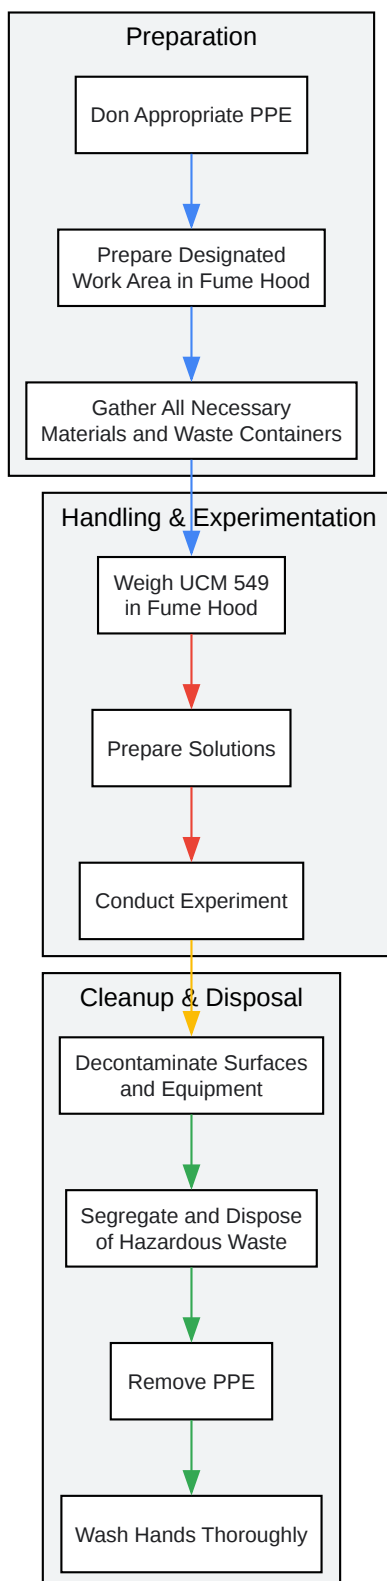 Preparation
Don Appropriate PPE
Prepare Designated
Work Area in Fume Hood
Gather All Necessary
Materials and Waste Containers
Handling & Experimentation
Weigh UCM 549
in Fume Hood
Prepare Solutions
Conduct Experiment
Cleanup & Disposal
Decontaminate Surfaces
and Equipment
Segregate and Dispose
of Hazardous Waste
Remove PPE
Wash Hands Thoroughly